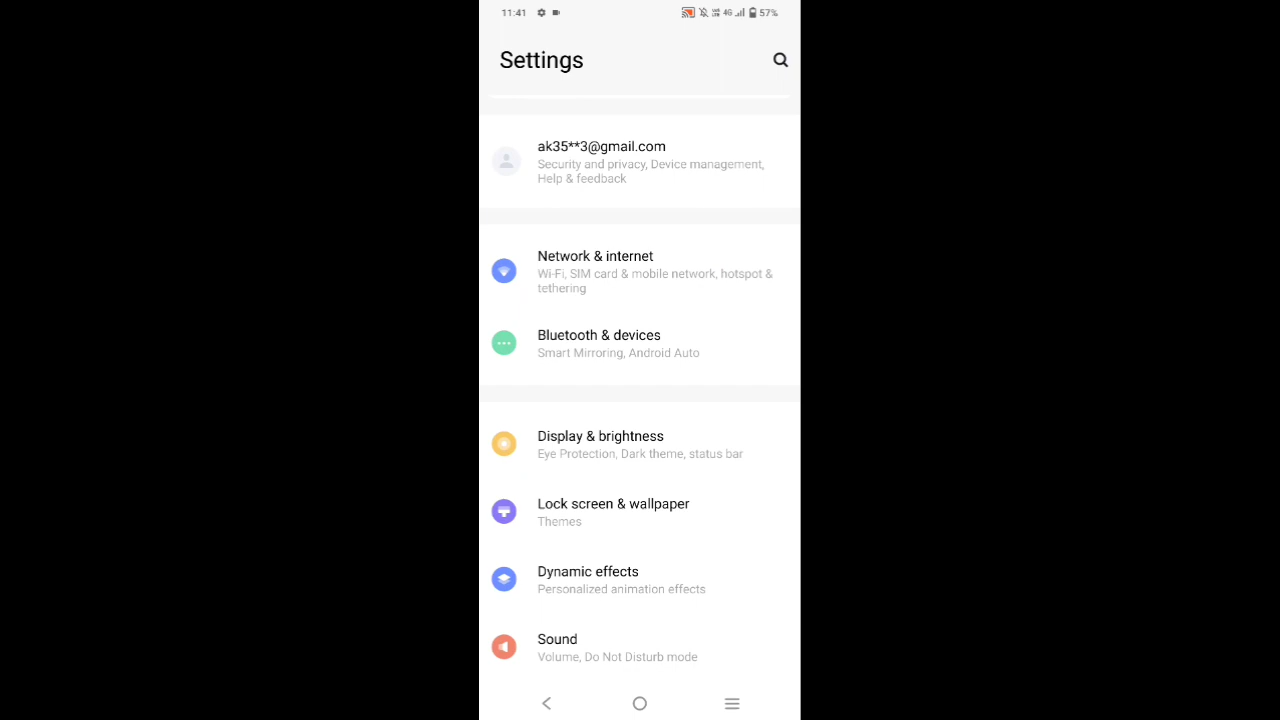 11:41 4G 57%
Settings
ak35**3@gmail.com
Security and privacy, Device management,
Help & feedback
Network & internet
Wi-Fi, SIM card & mobile network, hotspot &
tethering
Bluetooth & devices
Smart Mirroring, Android Auto
Display & brightness
Eye Protection, Dark theme, status bar
Lock screen & wallpaper
Themes
Dynamic effects
Personalized animation effects
Sound
Volume, Do Not Disturb mode